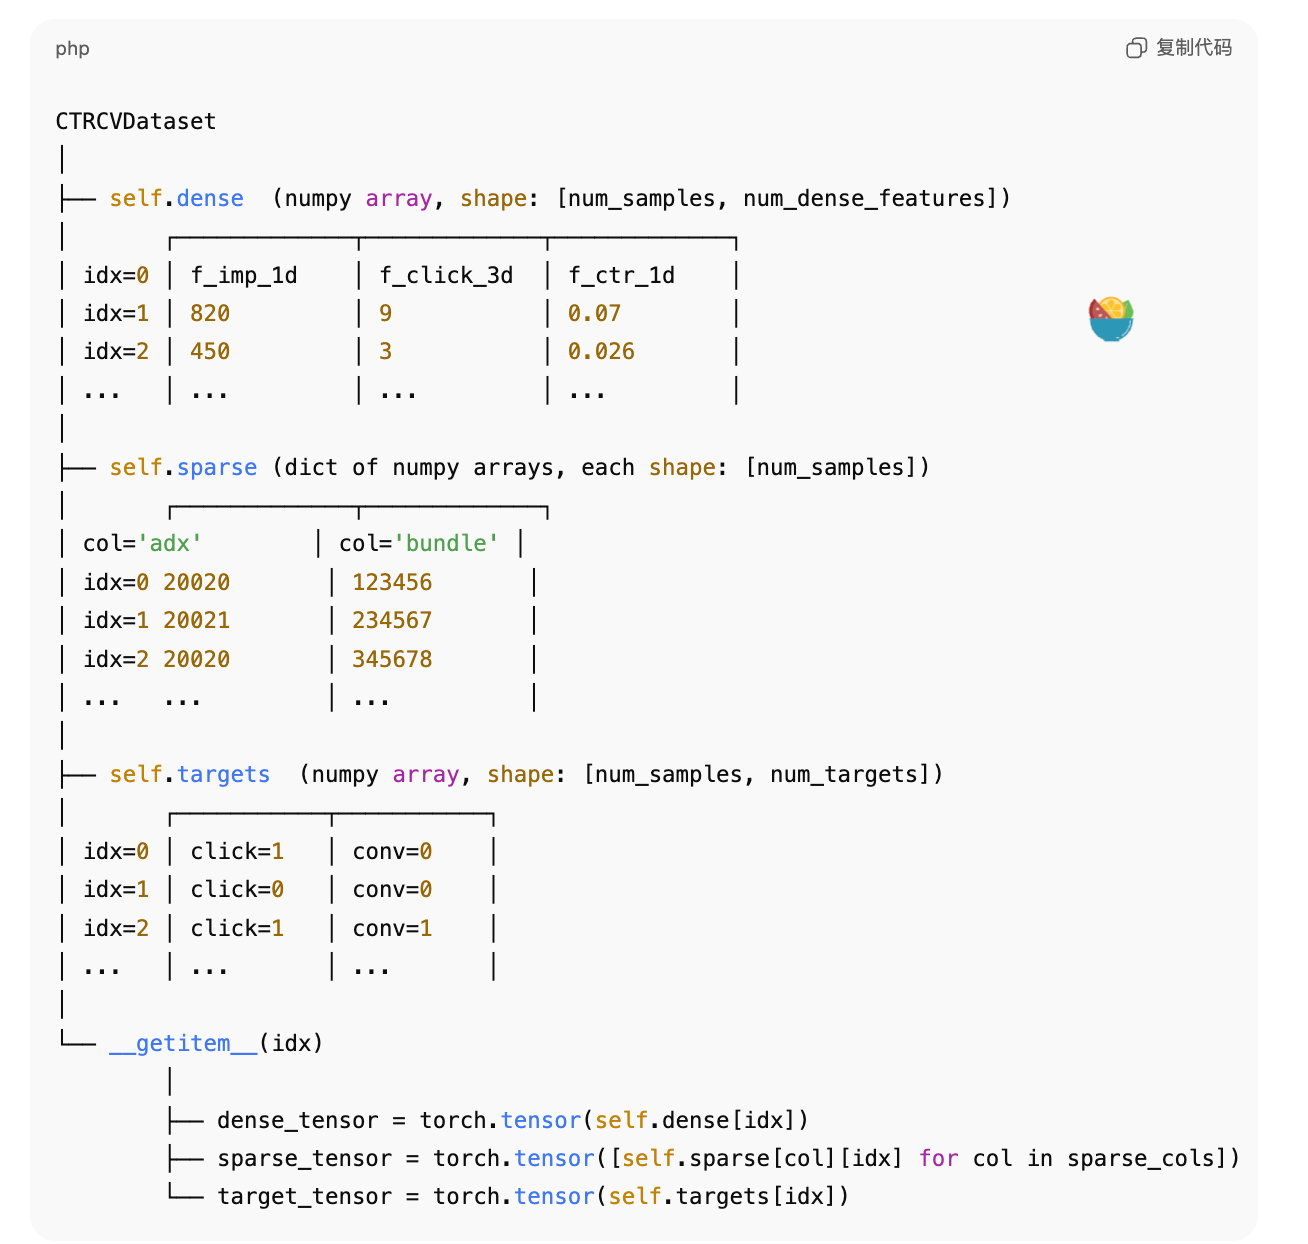 php
复制代码
CTRCVDataset
│
├── self.dense  (numpy array, shape: [num_samples, num_dense_features])
│       ┌─────────────┬─────────────┬─────────────┐
│ idx=0 │ f_imp_1d    │ f_click_3d  │ f_ctr_1d    │
│ idx=1 │ 820         │ 9           │ 0.07        │
│ idx=2 │ 450         │ 3           │ 0.026       │
│ ...   │ ...         │ ...         │ ...         │
│
├── self.sparse (dict of numpy arrays, each shape: [num_samples])
│       ┌─────────────┬─────────────┐
│ col='adx'        │ col='bundle' │
│ idx=0 20020       │ 123456       │
│ idx=1 20021       │ 234567       │
│ idx=2 20020       │ 345678       │
│ ...   ...         │ ...          │
│
├── self.targets  (numpy array, shape: [num_samples, num_targets])
│       ┌───────────┬───────────┐
│ idx=0 │ click=1   │ conv=0    │
│ idx=1 │ click=0   │ conv=0    │
│ idx=2 │ click=1   │ conv=1    │
│ ...   │ ...       │ ...       │
│
└── __getitem__(idx)
        │
        ├── dense_tensor = torch.tensor(self.dense[idx])
        ├── sparse_tensor = torch.tensor([self.sparse[col][idx] for col in sparse_cols])
        └── target_tensor = torch.tensor(self.targets[idx])